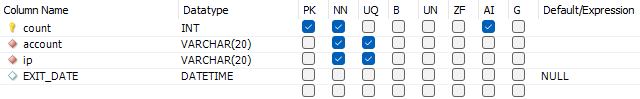 Column Name Datatype PK NN UQ B UN ZF AI G Default/Expression
count INT
account VARCHAR(20)
ip VARCHAR(20)
EXIT_DATE DATETIME NULL